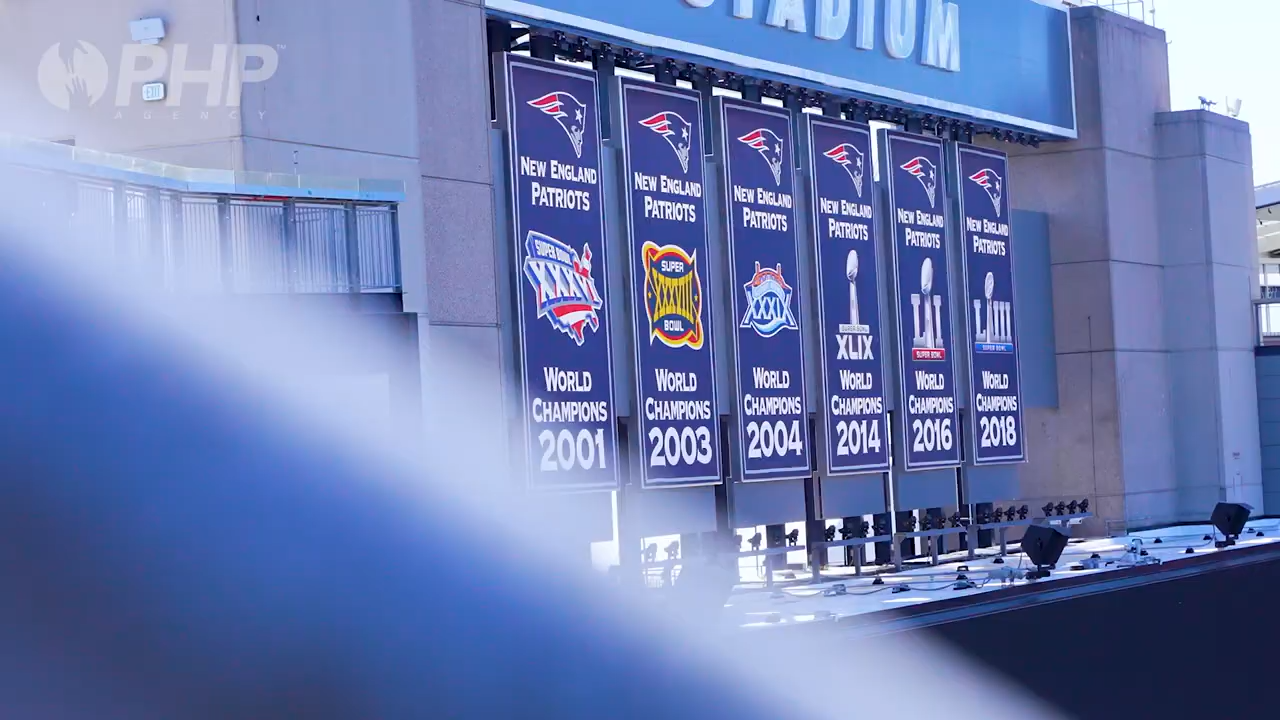 PHP™
AGENCY
EXIT
STADIUM
NEW ENGLAND
PATRIOTS
SUPER BOWL
XXXVI
WORLD
CHAMPIONS
2001
NEW ENGLAND
PATRIOTS
SUPER
XXXVIII
BOWL
WORLD
CHAMPIONS
2003
NEW ENGLAND
PATRIOTS
XXXIX
WORLD
CHAMPIONS
2004
NEW ENGLAND
PATRIOTS
SUPER BOWL
XLIX
WORLD
CHAMPIONS
2014
NEW ENGLAND
PATRIOTS
LI
SUPER BOWL
WORLD
CHAMPIONS
2016
NEW ENGLAND
PATRIOTS
LIII
SUPER BOWL
WORLD
CHAMPIONS
2018